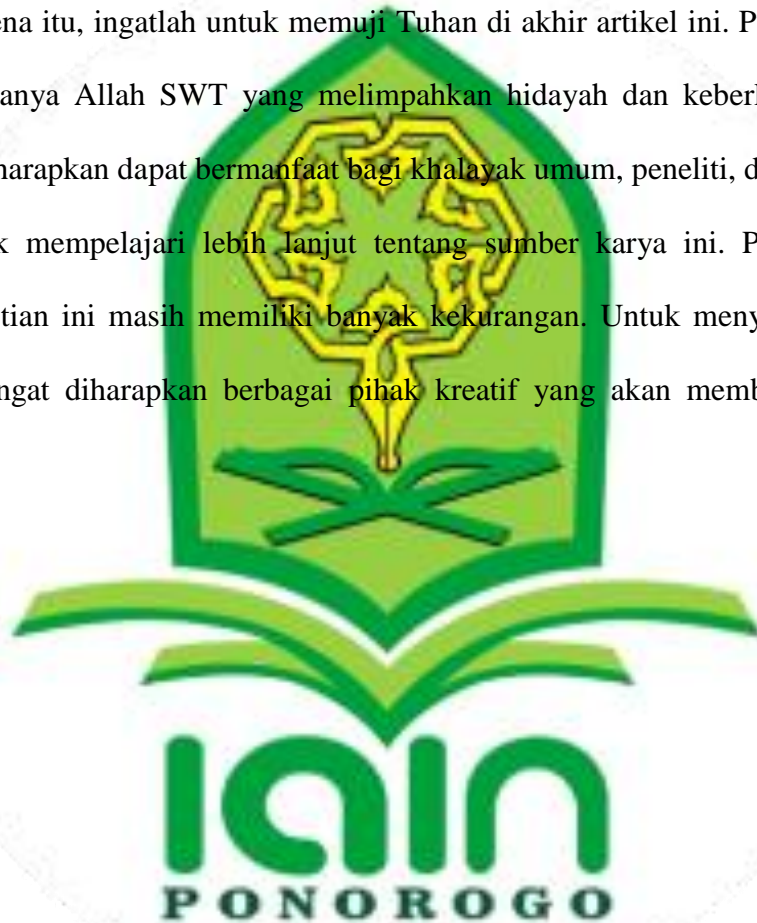 ena itu, ingatlah untuk memuji Tuhan di akhir artikel ini. P
anya Allah SWT yang melimpahkan hidayah dan keberl
harapkan dapat bermanfaat bagi khalayak umum, peneliti, d
k mempelajari lebih lanjut tentang sumber karya ini. P
tian ini masih memiliki banyak kekurangan. Untuk meny
ngat diharapkan berbagai pihak kreatif yang akan memb
IAIN
PONOROGO